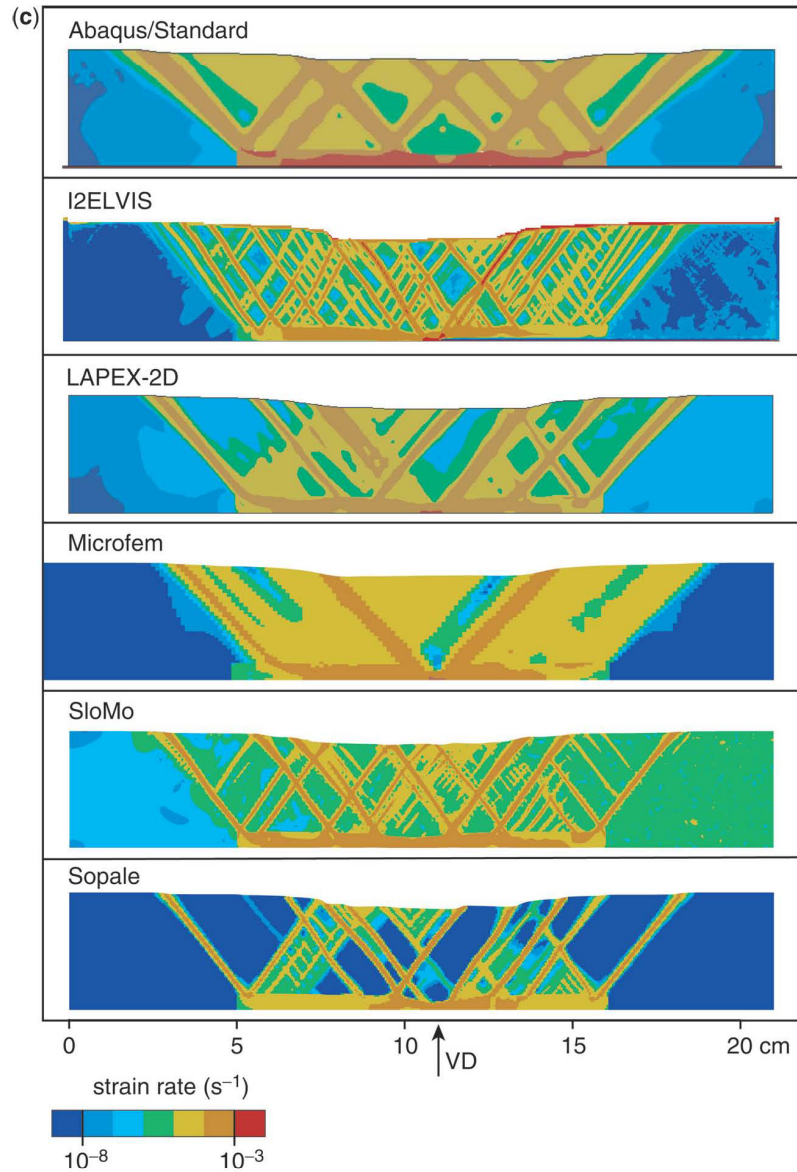 (c)
Abaqus/Standard
I2ELVIS
LAPEX-2D
Microfem
SloMo
Sopale
0 5 10 15 20 cm
VD
strain rate (s⁻¹)
10⁻⁸ 10⁻³